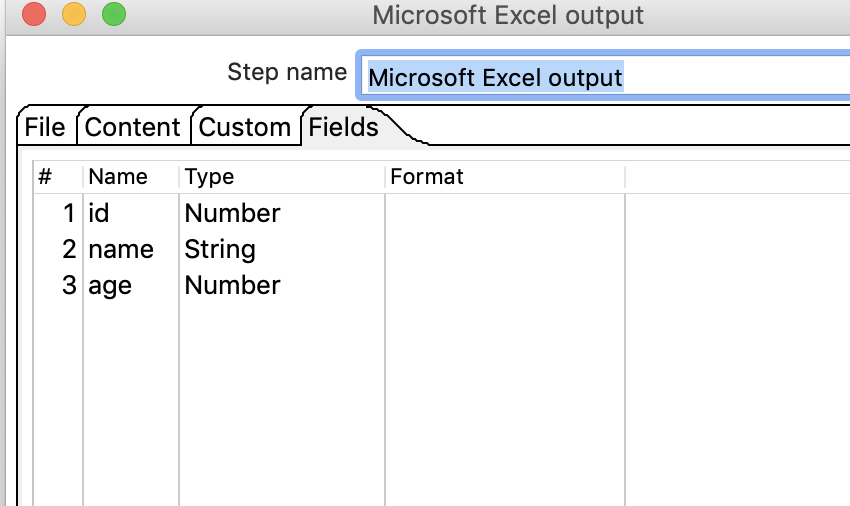 Microsoft Excel output
Step name Microsoft Excel output
File Content Custom Fields
# Name Type Format
1 id Number
2 name String
3 age Number